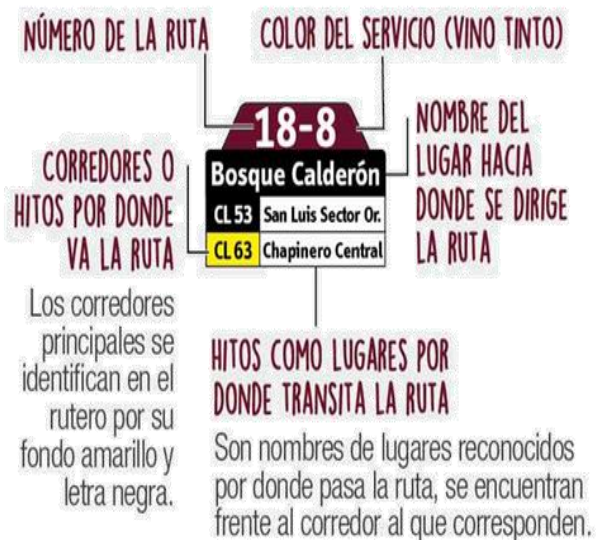 NÚMERO DE LA RUTA
COLOR DEL SERVICIO (VINO TINTO)
18-8
Bosque Calderón
CL 53 San Luis Sector Or.
CL 63 Chapinero Central
NOMBRE DEL
LUGAR HACIA
DONDE SE DIRIGE
LA RUTA
CORREDORES O
HITOS POR DONDE
VA LA RUTA
Los corredores
principales se
identifican en el
rutero por su
fondo amarillo y
letra negra.
HITOS COMO LUGARES POR
DONDE TRANSITA LA RUTA
Son nombres de lugares reconocidos
por donde pasa la ruta, se encuentran
frente al corredor al que corresponden.